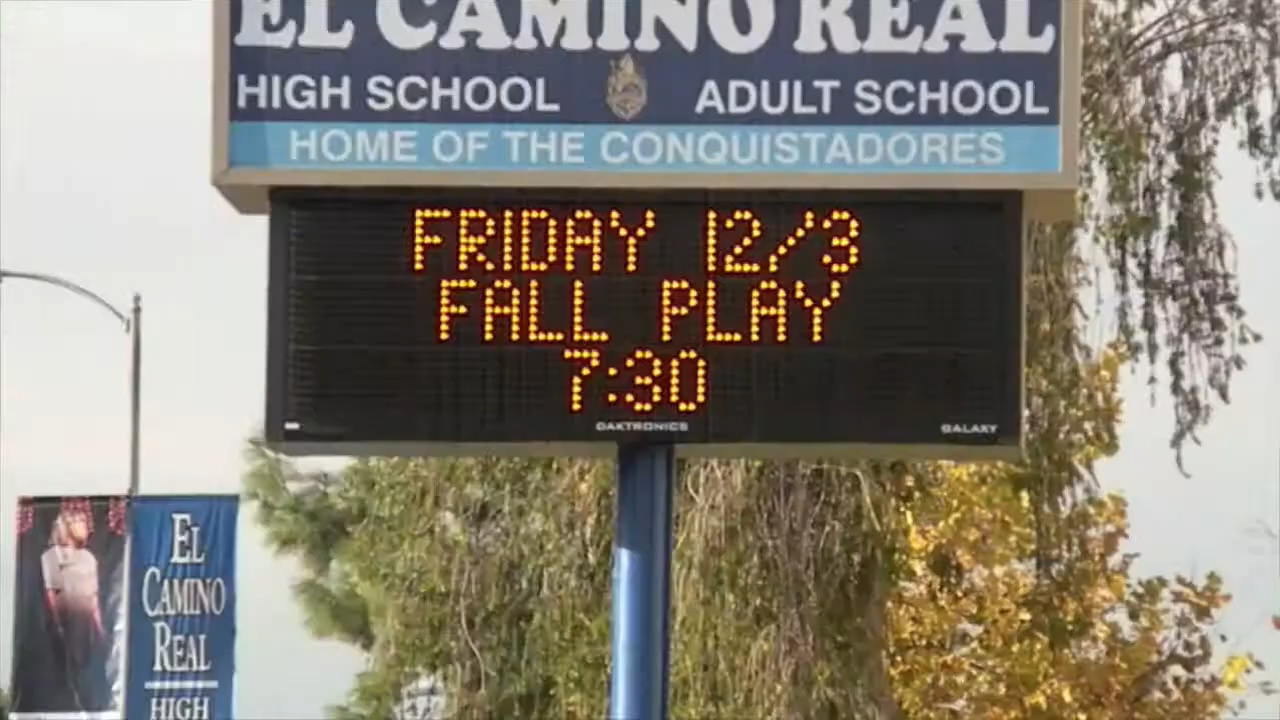 EL CAMINO REAL
HIGH SCHOOL ADULT SCHOOL
HOME OF THE CONQUISTADORES
FRIDAY 12/3
FALL PLAY
7:30
DAKTRONICS
GALAXY
EL
CAMINO
REAL
HIGH